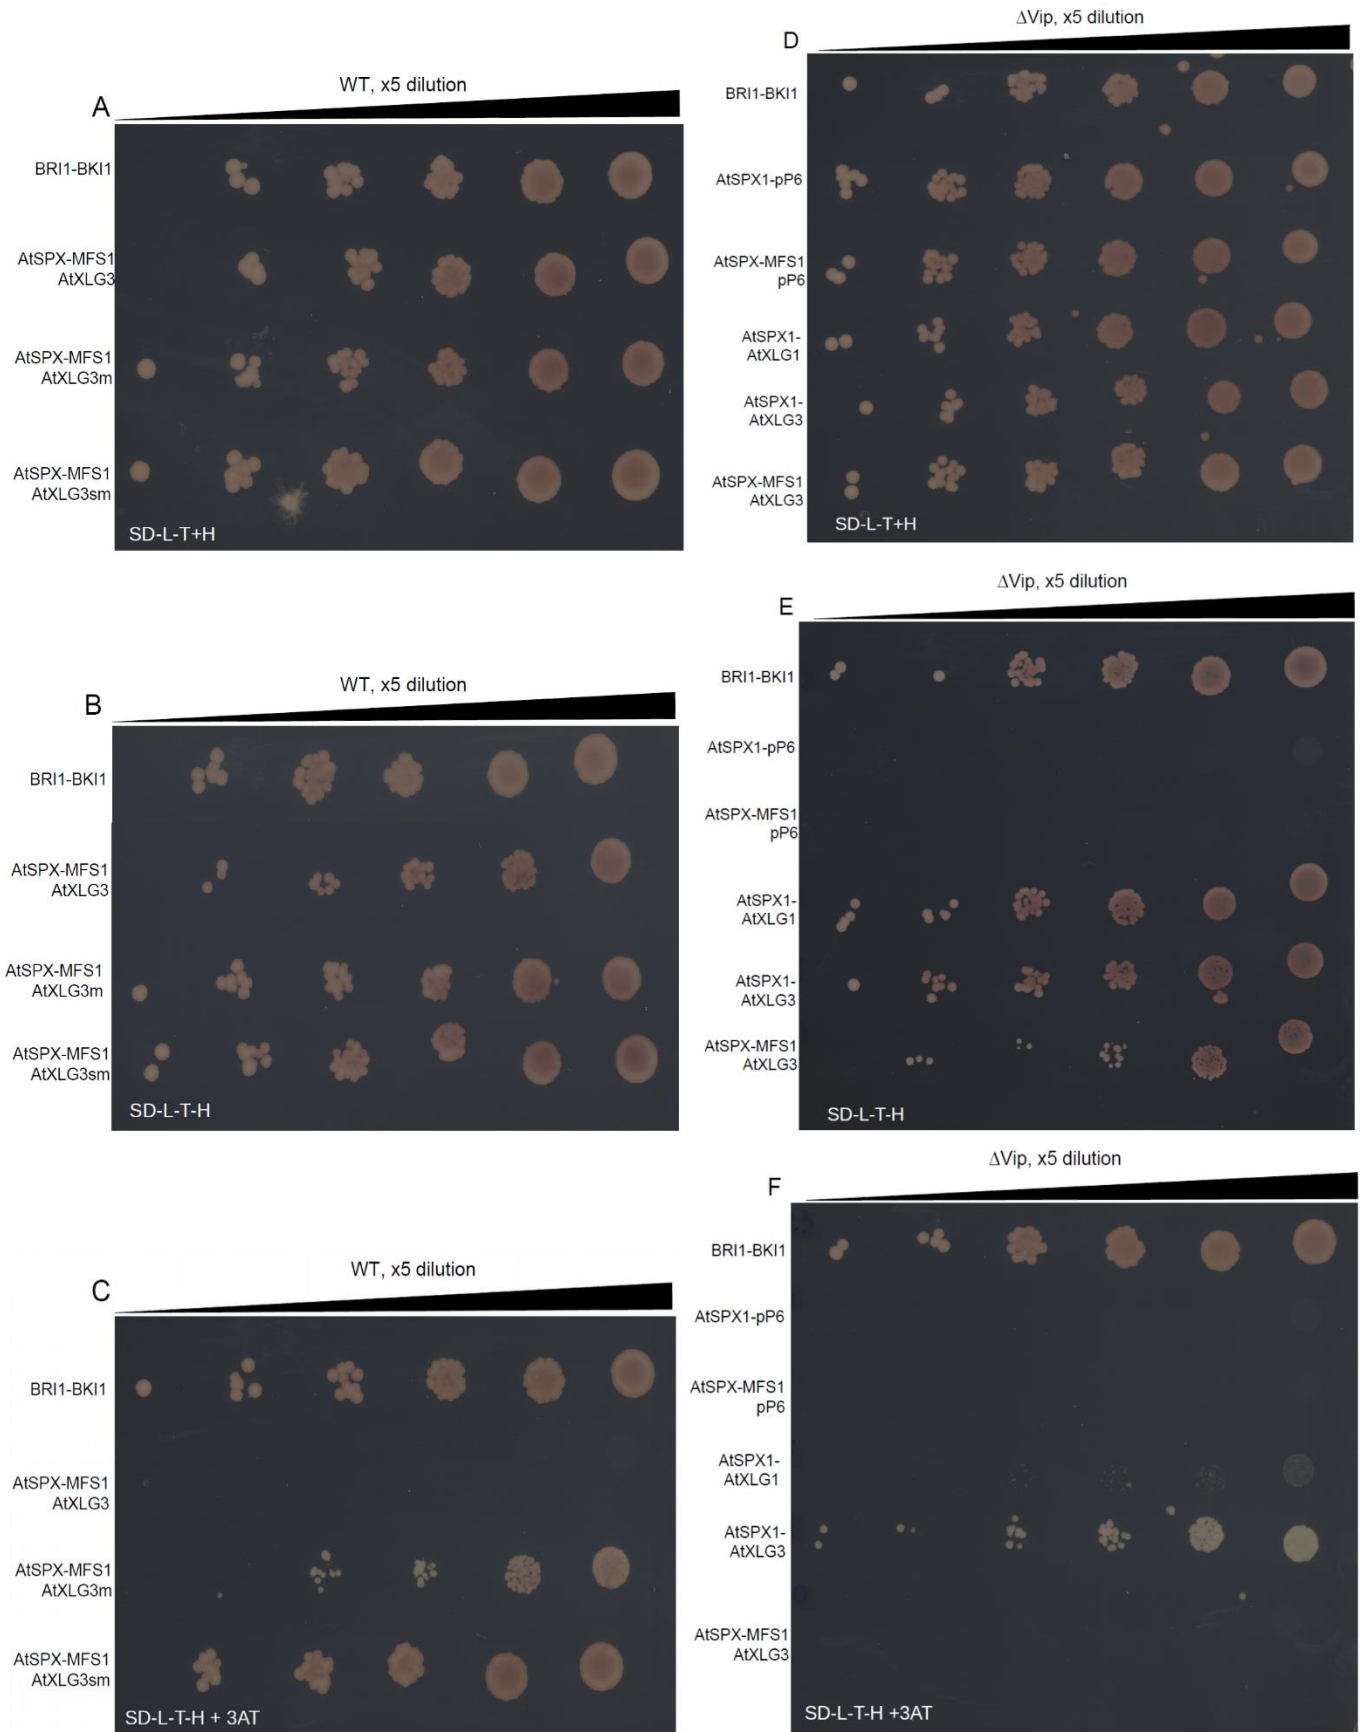 A
WT, x5 dilution
BRI1-BKI1
AtSPX-MFS1
AtXLG3
AtSPX-MFS1
AtXLG3m
AtSPX-MFS1
AtXLG3sm
SD-L-T+H
B
WT, x5 dilution
BRI1-BKI1
AtSPX-MFS1
AtXLG3
AtSPX-MFS1
AtXLG3m
AtSPX-MFS1
AtXLG3sm
SD-L-T-H
C
WT, x5 dilution
BRI1-BKI1
AtSPX-MFS1
AtXLG3
AtSPX-MFS1
AtXLG3m
AtSPX-MFS1
AtXLG3sm
SD-L-T-H + 3AT
D
ΔVip, x5 dilution
BRI1-BKI1
AtSPX1-pP6
AtSPX-MFS1
pP6
AtSPX1-
AtXLG1
AtSPX1-
AtXLG3
AtSPX-MFS1
AtXLG3
SD-L-T+H
E
ΔVip, x5 dilution
BRI1-BKI1
AtSPX1-pP6
AtSPX-MFS1
pP6
AtSPX1-
AtXLG1
AtSPX1-
AtXLG3
AtSPX-MFS1
AtXLG3
SD-L-T-H
F
ΔVip, x5 dilution
BRI1-BKI1
AtSPX1-pP6
AtSPX-MFS1
pP6
AtSPX1-
AtXLG1
AtSPX1-
AtXLG3
AtSPX-MFS1
AtXLG3
SD-L-T-H +3AT